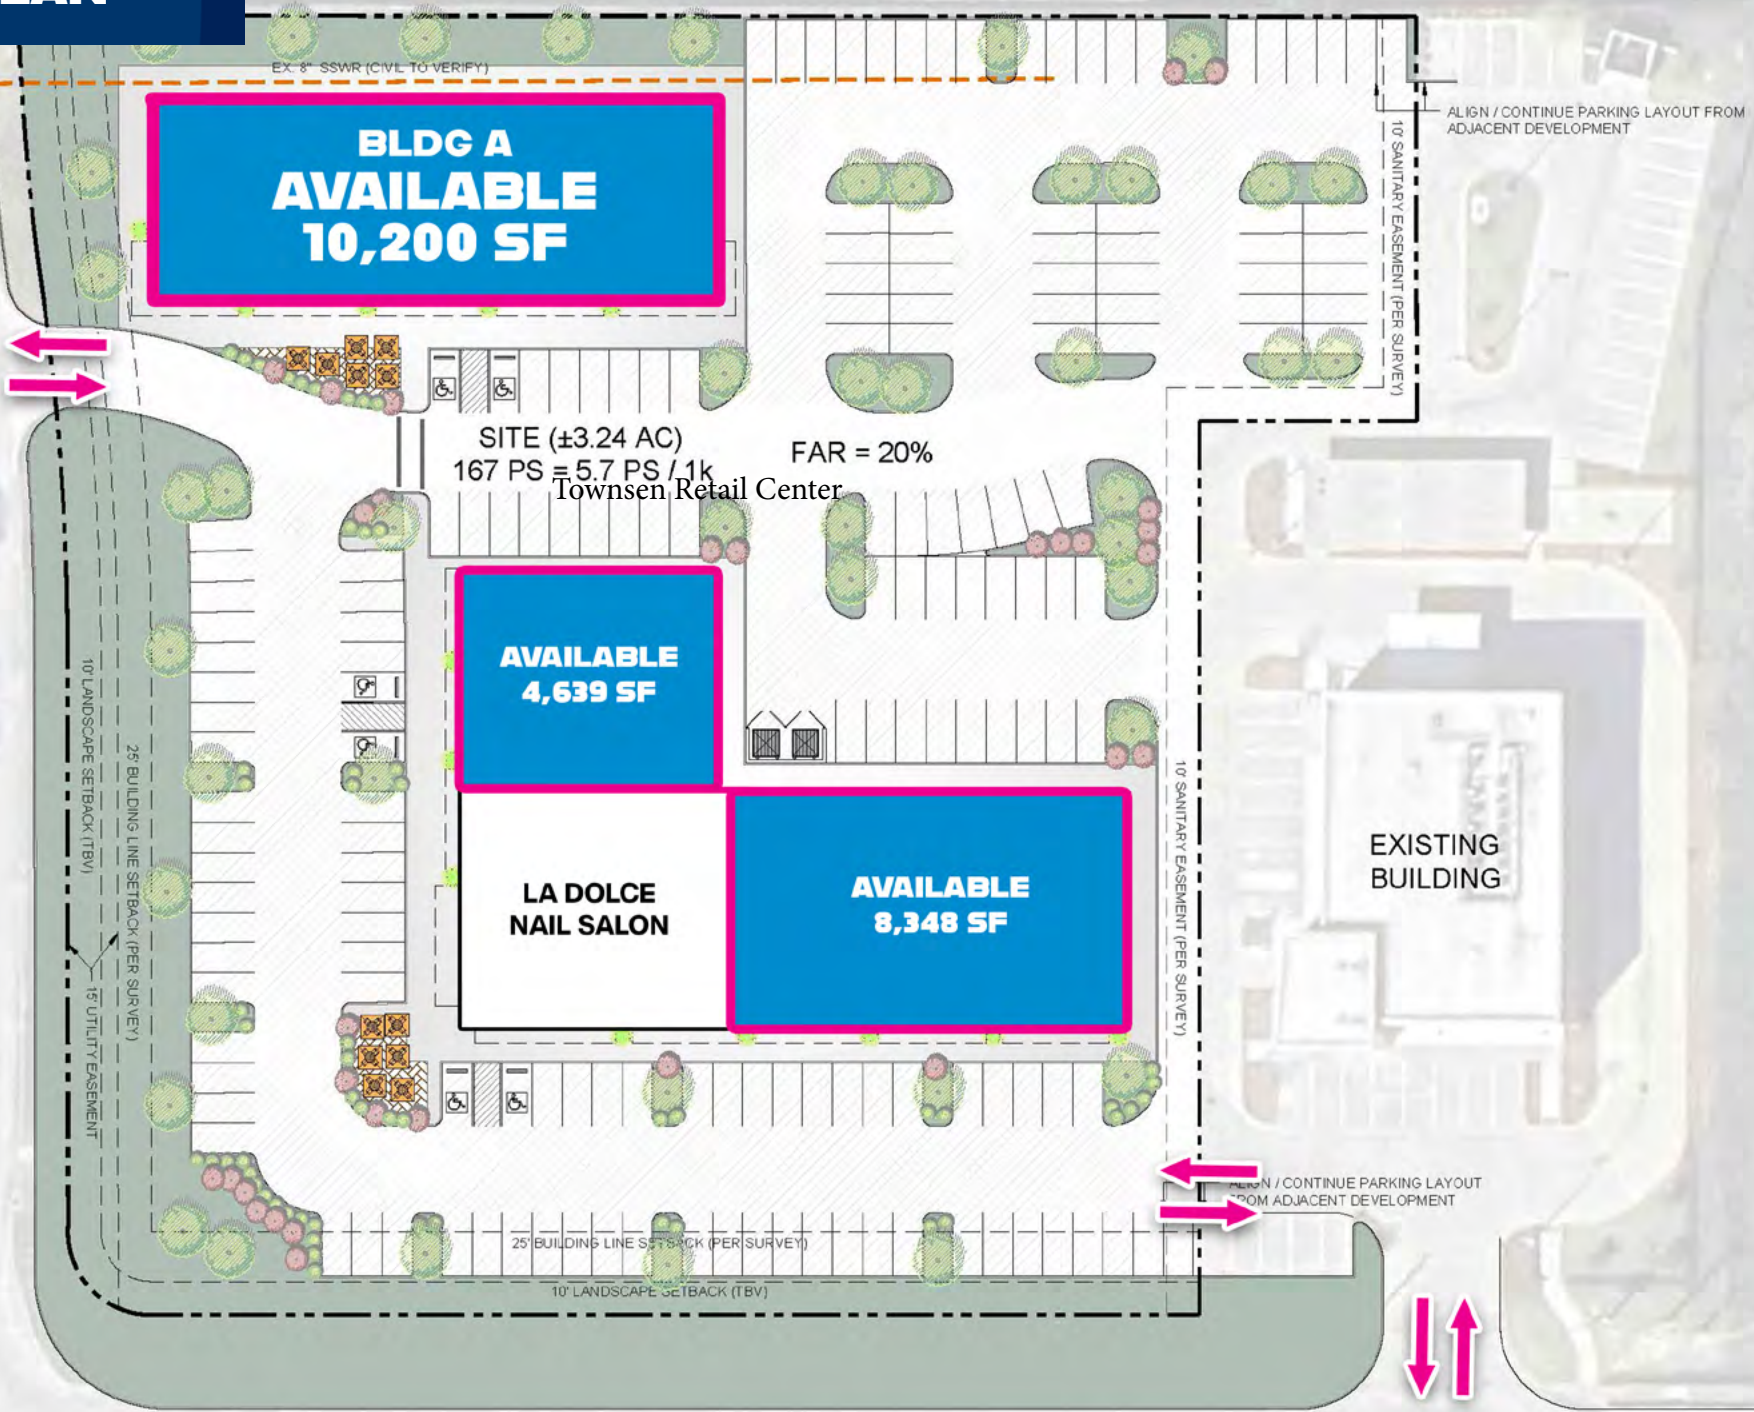 EX. 8" SSWR (CIVIL TO VERIFY)
BLDG A
AVAILABLE
10,200 SF
ALIGN / CONTINUE PARKING LAYOUT FROM
ADJACENT DEVELOPMENT
10' SANITARY EASEMENT (PER SURVEY)
SITE (±3.24 AC)
167 PS = 5.7 PS / 1k
FAR = 20%
Townsen Retail Center
AVAILABLE
4,639 SF
10' LANDSCAPE SETBACK (TBV)
25' BUILDING LINE SETBACK (PER SURVEY)
15' UTILITY EASEMENT
LA DOLCE
NAIL SALON
AVAILABLE
8,348 SF
10' SANITARY EASEMENT (PER SURVEY)
EXISTING
BUILDING
ALIGN / CONTINUE PARKING LAYOUT
FROM ADJACENT DEVELOPMENT
25' BUILDING LINE SETBACK (PER SURVEY)
10' LANDSCAPE SETBACK (TBV)